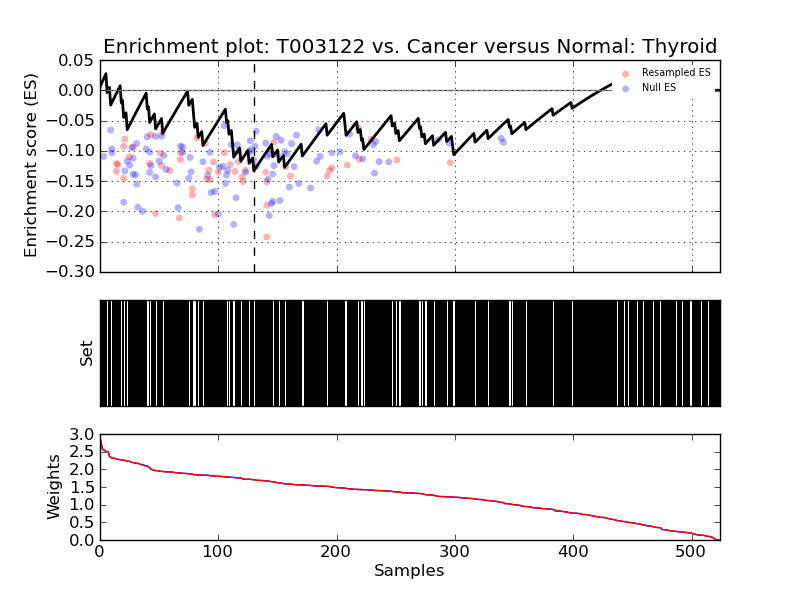 Enrichment plot: T003122 vs. Cancer versus Normal: Thyroid
Enrichment score (ES)
0.05
0.00
−0.05
−0.10
−0.15
−0.20
−0.25
−0.30
Resampled ES
Null ES
Set
Weights
3.0
2.5
2.0
1.5
1.0
0.5
0.0
0 100 200 300 400 500
Samples